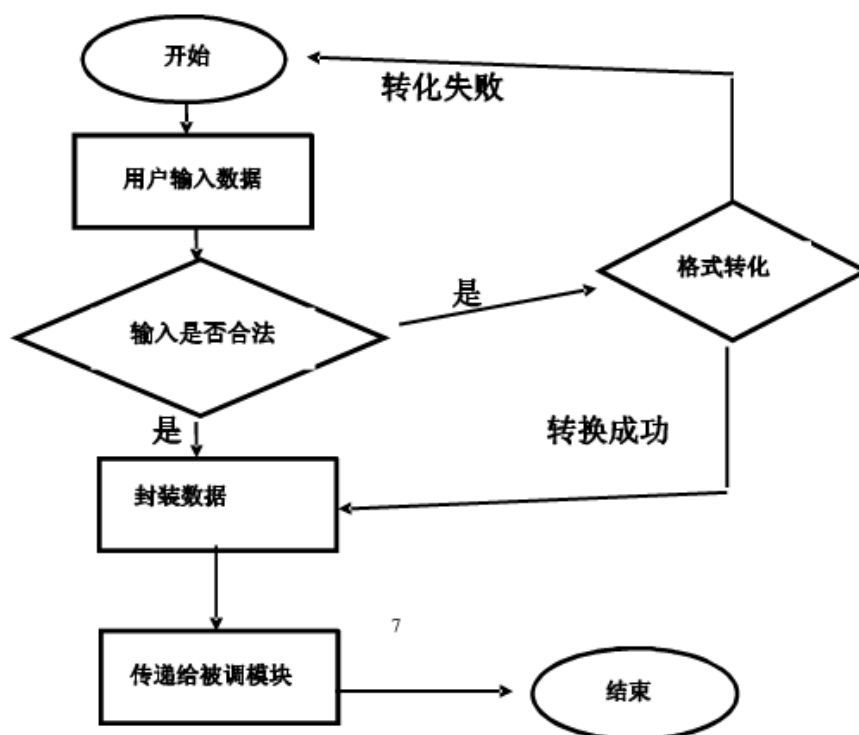 开始
转化失败
用户输入数据
格式转化
是
输入是否合法
是
转换成功
封装数据
7
传递给被调模块
结束